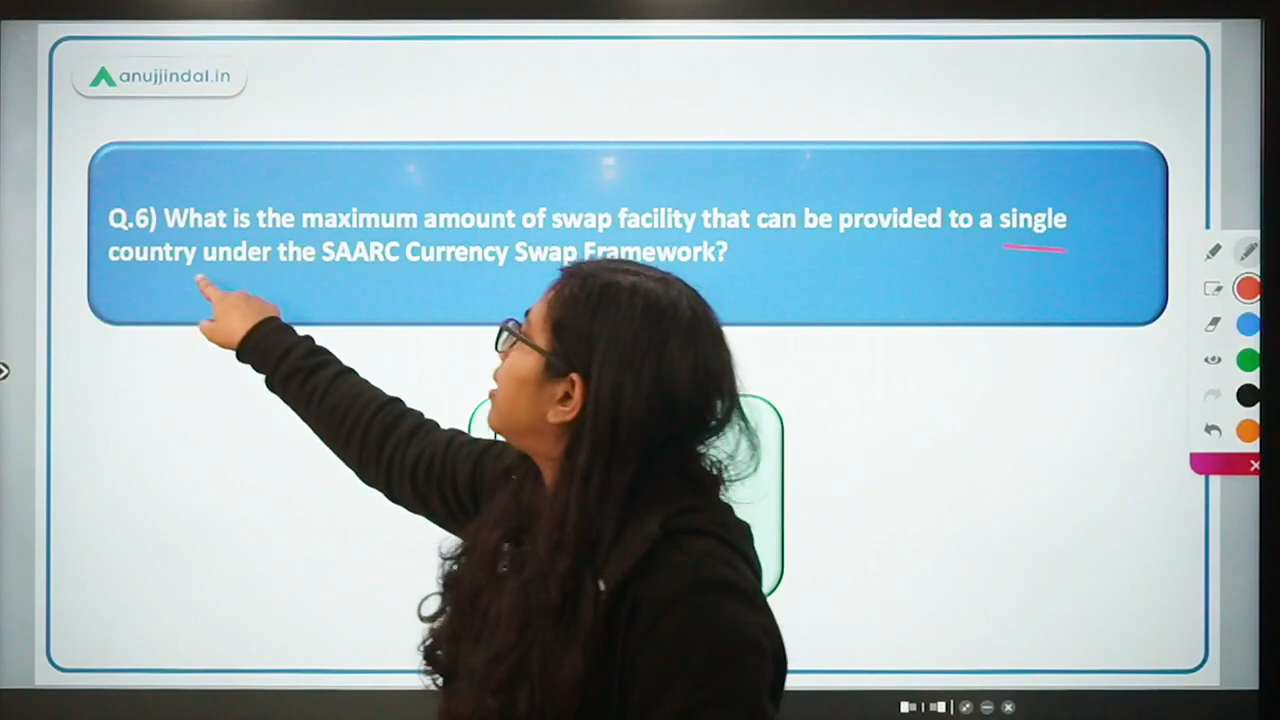 anujjindal.in
Q.6) What is the maximum amount of swap facility that can be provided to a single
country under the SAARC Currency Swap Framework?